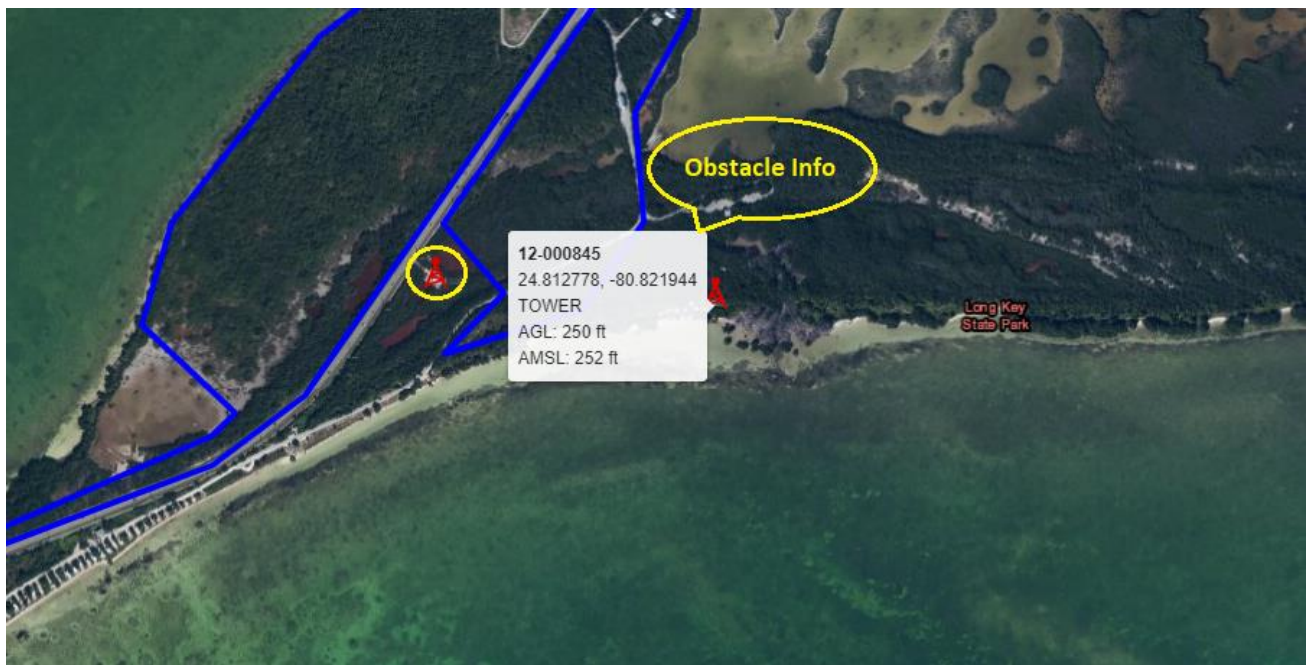 Obstacle Info
12-000845
24.812778, -80.821944
TOWER
AGL: 250 ft
AMSL: 252 ft
Long Key
State Park